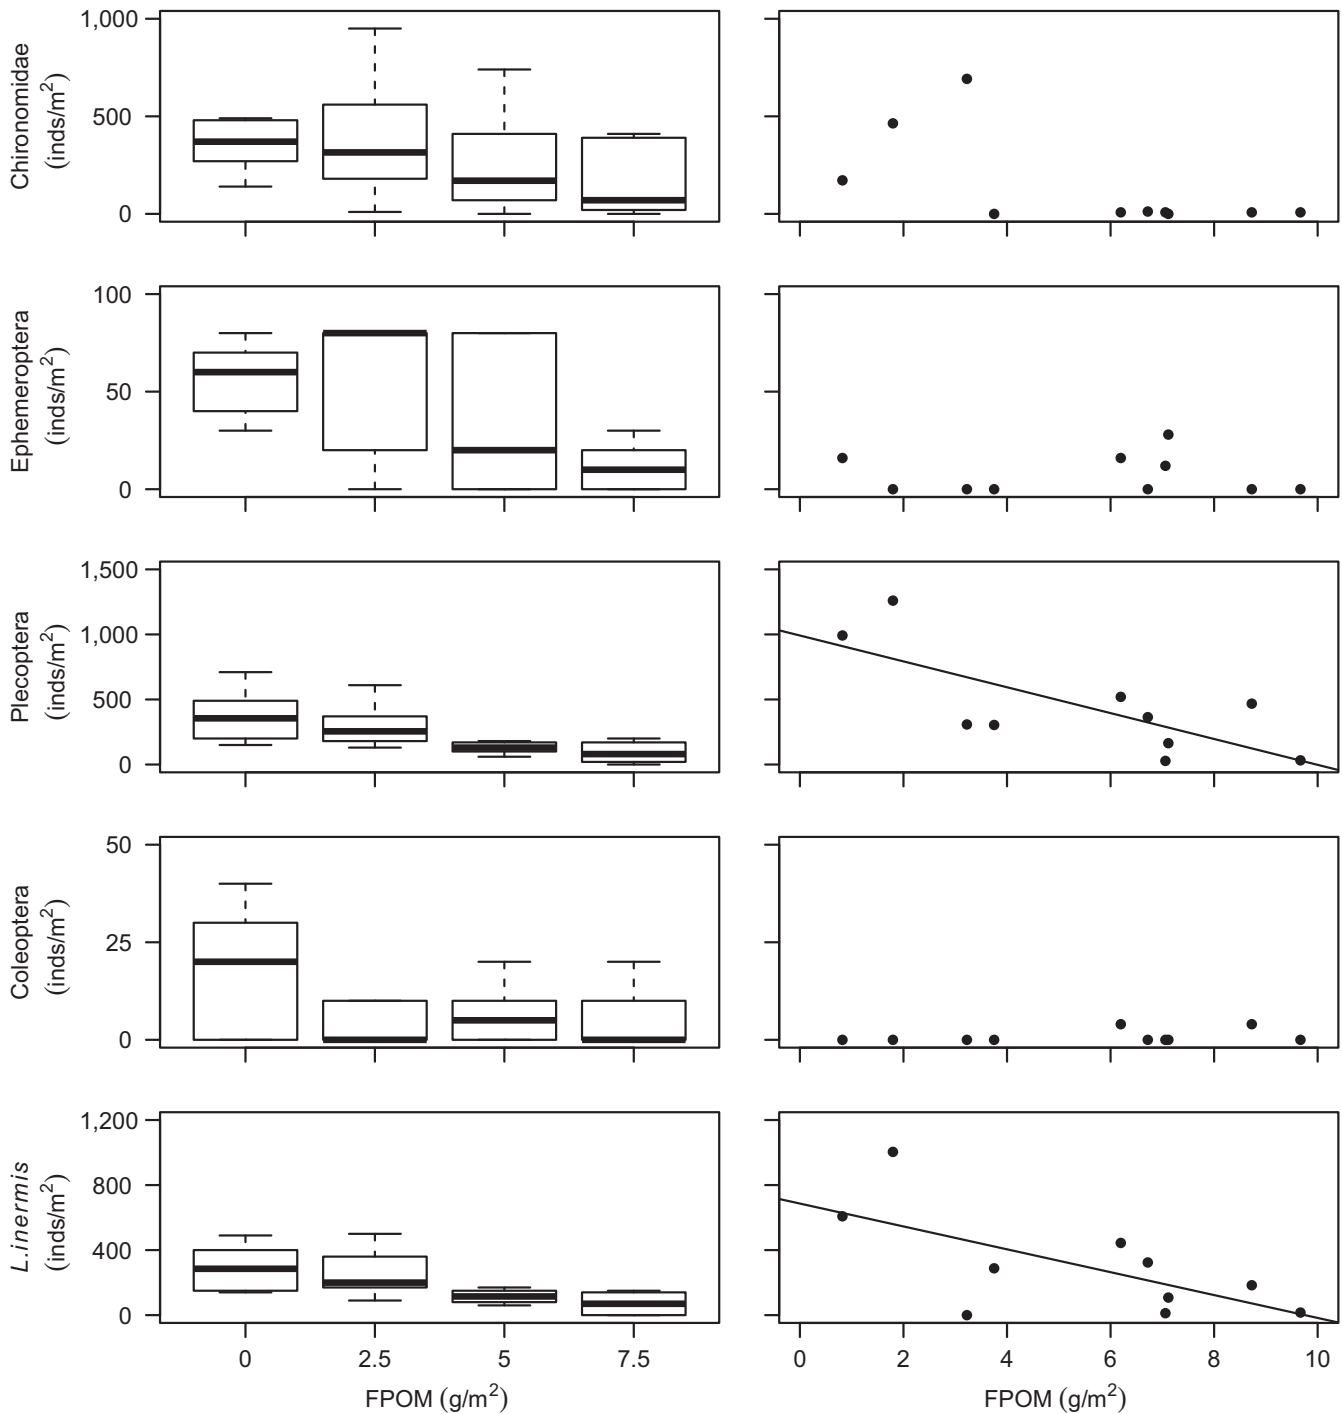 Chironomidae
(inds/m²)
1,000
500
0
Ephemeroptera
(inds/m²)
100
50
0
Plecoptera
(inds/m²)
1,500
1,000
500
0
Coleoptera
(inds/m²)
50
25
0
L.inermis
(inds/m²)
1,200
800
400
0
0 2.5 5 7.5
FPOM (g/m²)
0 2 4 6 8 10
FPOM (g/m²)